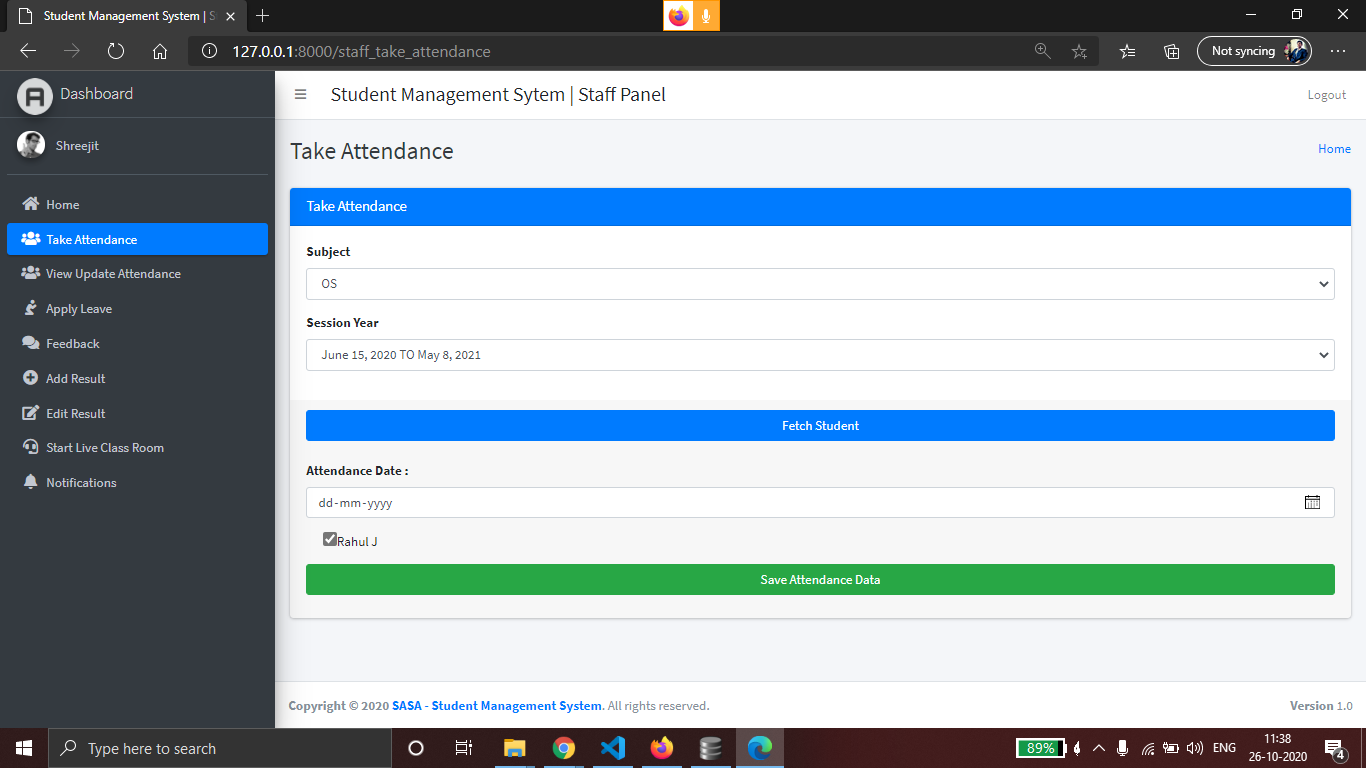 Student Management System | S
127.0.0.1:8000/staff_take_attendance
Not syncing
Dashboard
Student Management Sytem | Staff Panel
Logout
Shreejit
Take Attendance
Home
Home
Take Attendance
View Update Attendance
Apply Leave
Feedback
Add Result
Edit Result
Start Live Class Room
Notifications
Take Attendance
Subject
OS
Session Year
June 15, 2020 TO May 8, 2021
Fetch Student
Attendance Date :
dd-mm-yyyy
Rahul J
Save Attendance Data
Copyright © 2020 SASA - Student Management System. All rights reserved.
Version 1.0
Type here to search
89%
ENG
11:38
26-10-2020
4